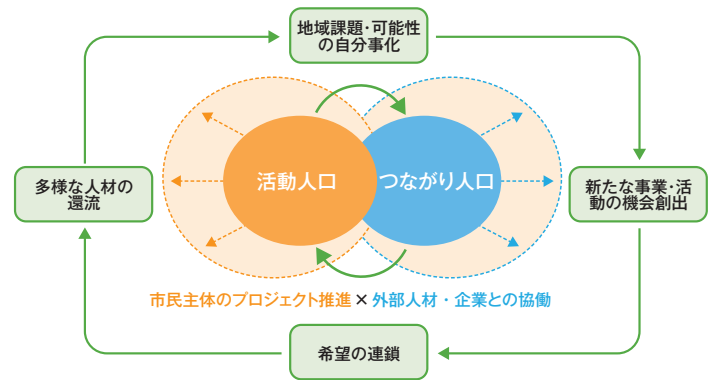 地域課題・可能性
の自分事化
活動人口
つながり人口
多様な人材の
還流
新たな事業・活
動の機会創出
市民主体のプロジェクト推進×外部人材・企業との協働
希望の連鎖